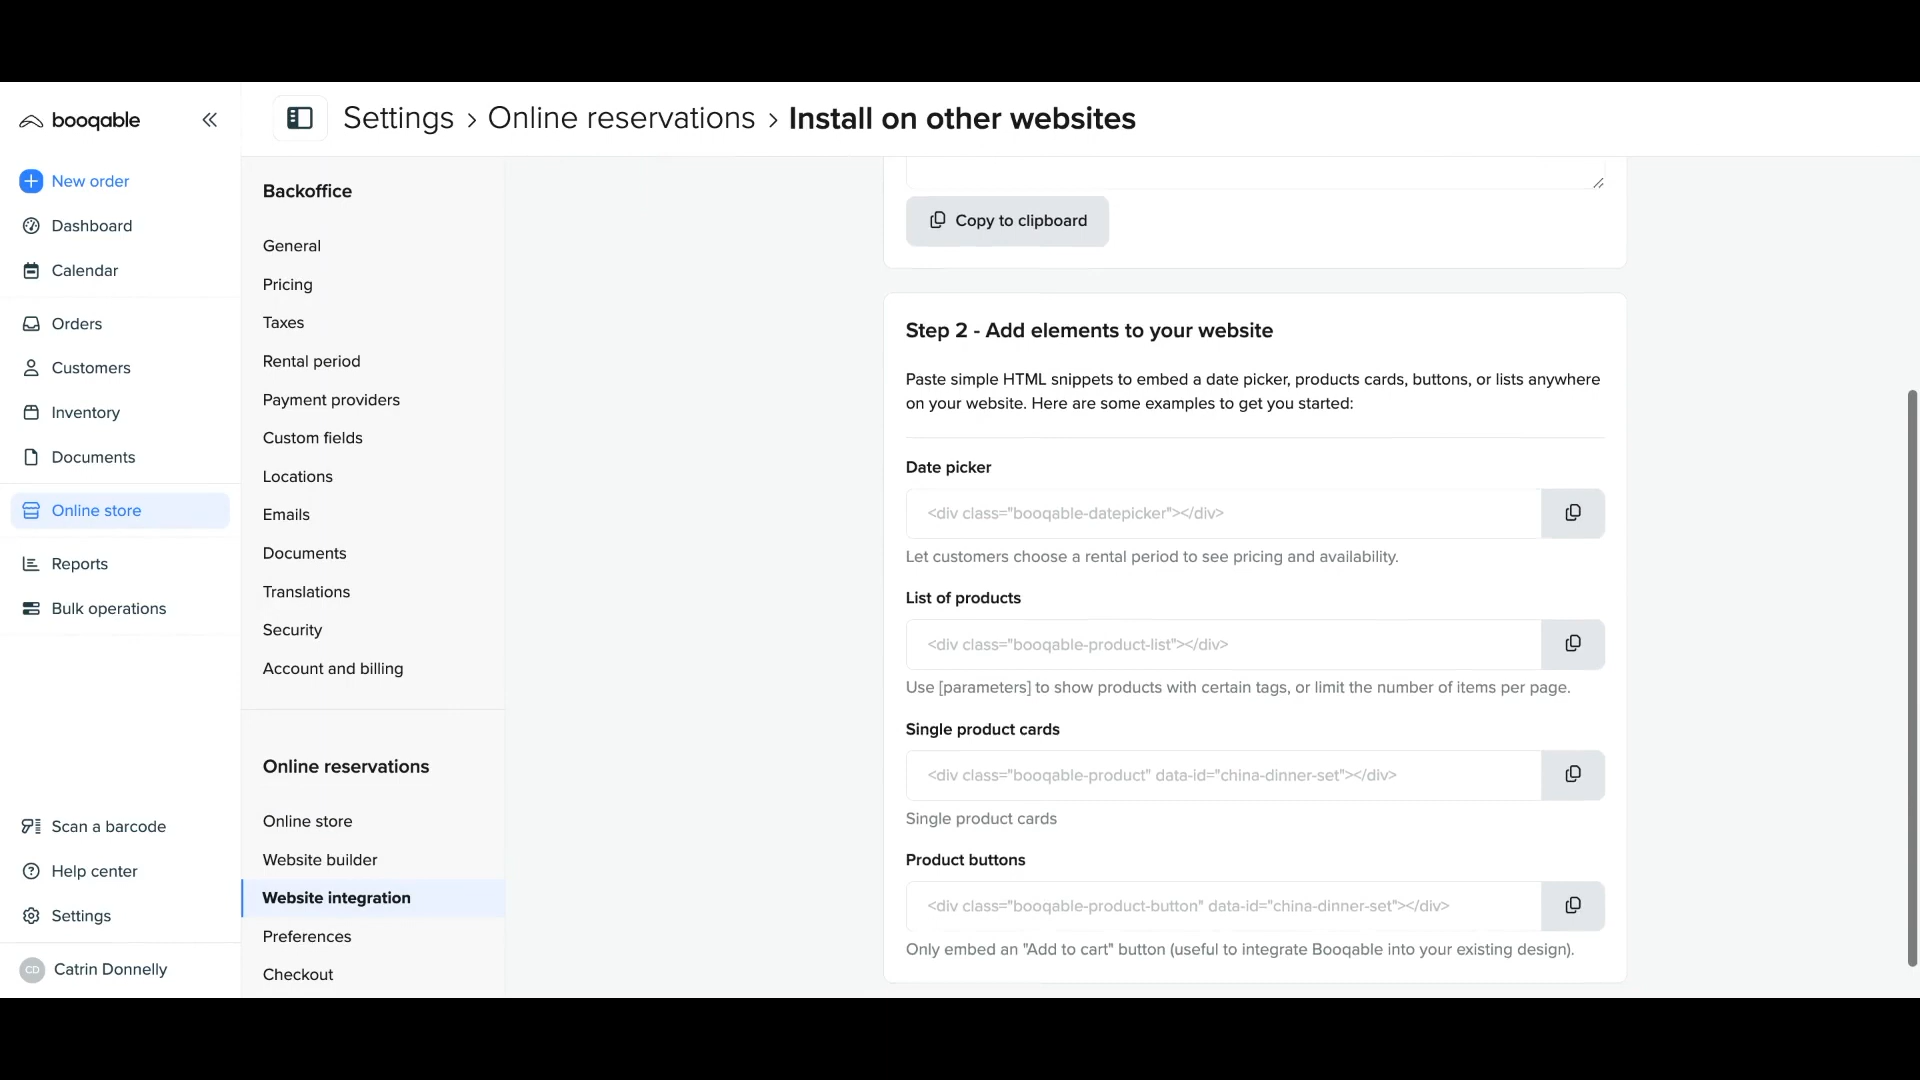 booqable
New order
Dashboard
Calendar
Orders
Customers
Inventory
Documents
Online store
Reports
Bulk operations
Scan a barcode
Help center
Settings
CD Catrin Donnelly
Settings > Online reservations > Install on other websites
Backoffice
General
Pricing
Taxes
Rental period
Payment providers
Custom fields
Locations
Emails
Documents
Translations
Security
Account and billing
Online reservations
Online store
Website builder
Website integration
Preferences
Checkout
Copy to clipboard
Step 2 - Add elements to your website
Paste simple HTML snippets to embed a date picker, products cards, buttons, or lists anywhere
on your website. Here are some examples to get you started:
Date picker
<div class="booqable-datepicker"></div>
Let customers choose a rental period to see pricing and availability.
List of products
<div class="booqable-product-list"></div>
Use [parameters] to show products with certain tags, or limit the number of items per page.
Single product cards
<div class="booqable-product" data-id="china-dinner-set"></div>
Single product cards
Product buttons
<div class="booqable-product-button" data-id="china-dinner-set"></div>
Only embed an "Add to cart" button (useful to integrate Booqable into your existing design).